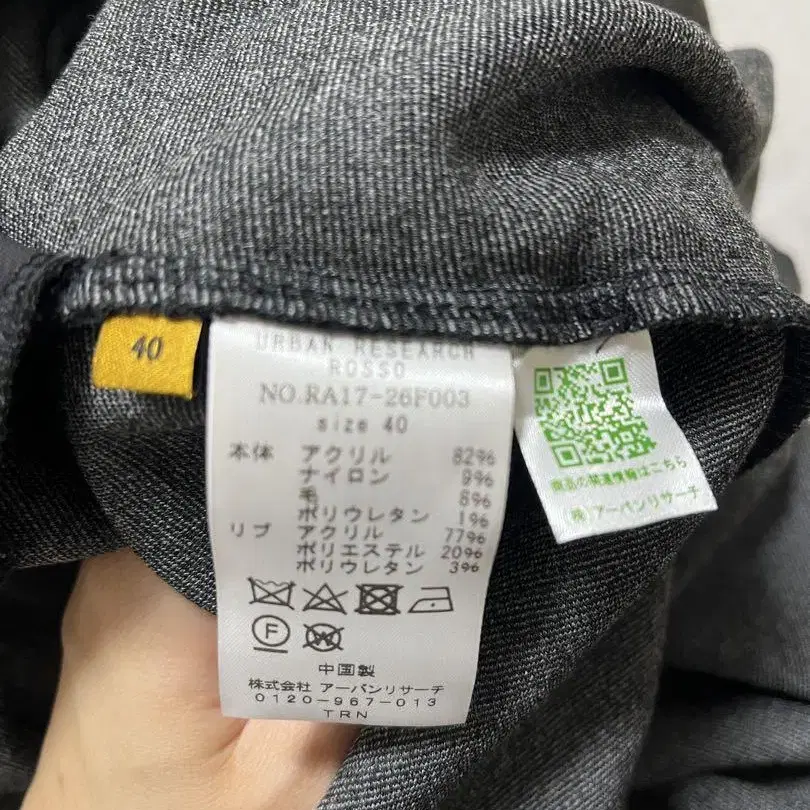 40
URBAN RESEARCH
ROSSO
NO.RA17-26F003
size 40
本体 アクリル 82%
ナイロン 9%
毛 8%
ポリウレタン 1%
リブ アクリル 77%
ポリエステル 20%
ポリウレタン 3%
F
W
中国製
株式会社 アーバンリサーチ
0120-967-013
TRN
商品の関連情報はこちら
(株) アーバンリサーチ